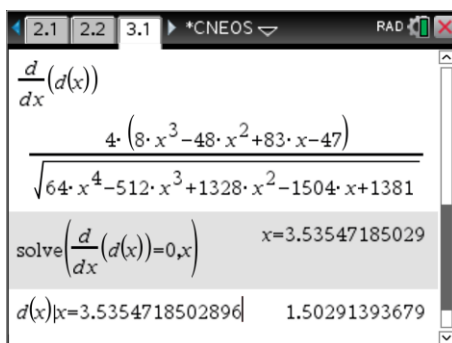 2.1 2.2 3.1 *CNEOS RAD
d/dx(d(x))
4·(8·x^3−48·x^2+83·x−47)
√64·x^4−512·x^3+1328·x^2−1504·x+1381
solve(d/dx(d(x))=0,x) x=3.53547185029
d(x)|x=3.5354718502896 1.50291393679